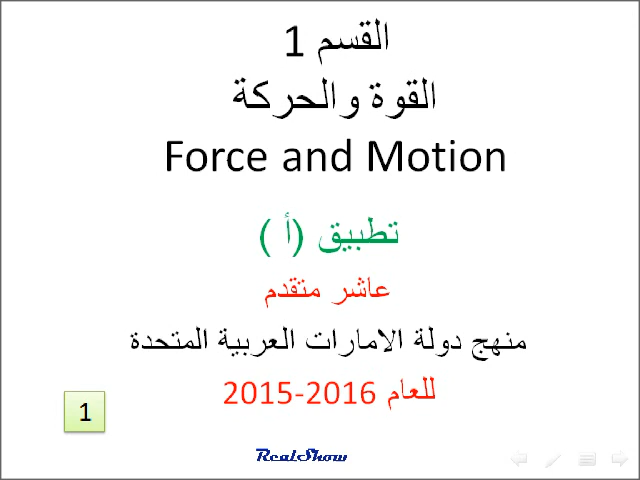 القسم 1
القوة والحركة
Force and Motion
تطبيق (أ )
عاشر متقدم
منهج دولة الامارات العربية المتحدة
للعام 2016-2015
1
RealShow